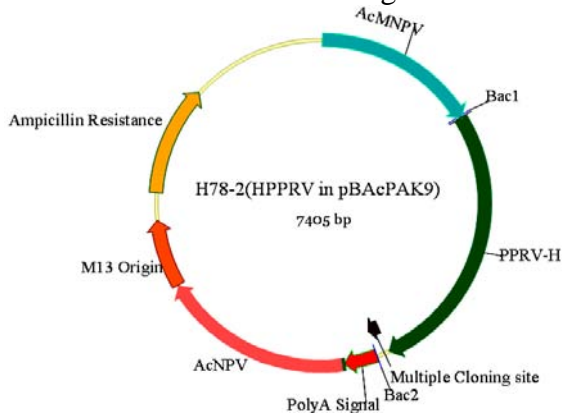 AcMNPV
Bac1
Ampicillin Resistance
H78-2(HPPRV in pBAcPAK9)
7405 bp
PPRV-H
M13 Origin
AcNPV
Multiple Cloning site
Bac2
PolyA Signal